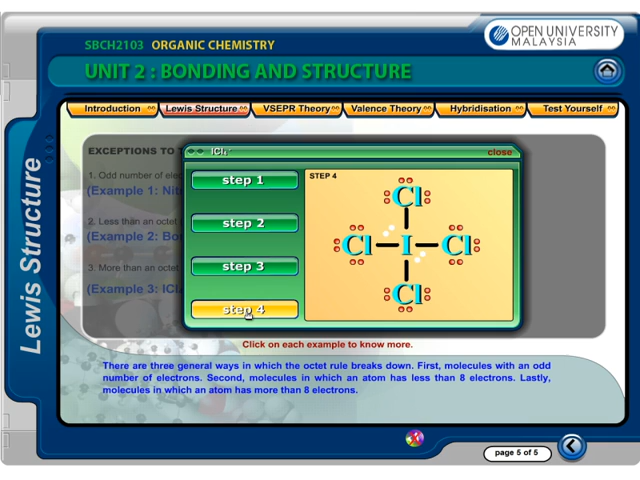 SBCH2103 ORGANIC CHEMISTRY
OPEN UNIVERSITY
MALAYSIA
UNIT 2 : BONDING AND STRUCTURE
Introduction
Lewis Structure
VSEPR Theory
Valence Theory
Hybridisation
Test Yourself
Lewis Structure
EXCEPTIONS TO
1. Odd number of
(Example 1:
2. Less than an octet
(Example 2:
3. More than an octet
(Example 3:
close
step 1
step 2
step 3
step 4
STEP 4
Cl
Cl I Cl
Cl
Click on each example to know more.
There are three general ways in which the octet rule breaks down. First, molecules with an odd
number of electrons. Second, molecules in which an atom has less than 8 electrons. Lastly,
molecules in which an atom has more than 8 electrons.
page 5 of 5